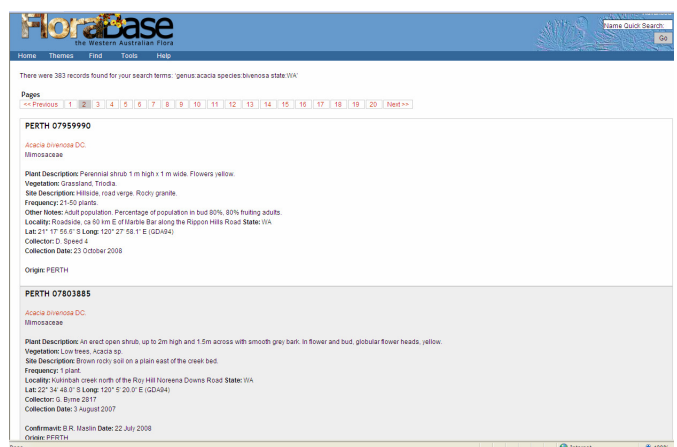 FloraBase
the Western Australian Flora
Name Quick Search:
Go
Home Themes Find Tools Help
There were 383 records found for your search terms: 'genus:acacia species:bivenosa state:WA'
Pages
<< Previous 1 2 3 4 5 6 7 8 9 10 11 12 13 14 15 16 17 18 19 20 Next >>
PERTH 07959990
Acacia bivenosa DC.
Mimosaceae
Plant Description: Perennial shrub 1 m high x 1 m wide. Flowers yellow.
Vegetation: Grassland, Triodia.
Site Description: Hillside, road verge. Rocky granite.
Frequency: 21-50 plants.
Other Notes: Adult population. Percentage of population in bud 80%, 80% fruiting adults.
Locality: Roadside, ca 60 km E of Marble Bar along the Rippon Hills Road State: WA
Lat: 21° 17' 56.6" S Long: 120° 27' 58.1" E (GDA94)
Collector: D. Speed 4
Collection Date: 23 October 2008
Origin: PERTH
PERTH 07803885
Acacia bivenosa DC.
Mimosaceae
Plant Description: An erect open shrub, up to 2m high and 1.5m across with smooth grey bark. In flower and bud, globular flower heads, yellow.
Vegetation: Low trees, Acacia sp.
Site Description: Brown rocky soil on a plain east of the creek bed.
Frequency: 1 plant.
Locality: Kukinbah creek north of the Roy Hill Noreena Downs Road State: WA
Lat: 22° 34' 48.0" S Long: 120° 5' 20.0" E (GDA94)
Collector: G. Byrne 2817
Collection Date: 3 August 2007
Confirmavit: B.R. Maslin Date: 22 July 2008
Origin: PERTH